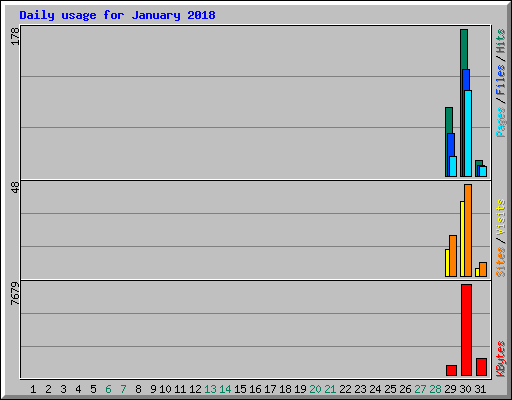 Daily usage for January 2018
178
Pages/Files/Hits
48
Sites/Visits
7679
KBytes
1 2 3 4 5 6 7 8 9 10 11 12 13 14 15 16 17 18 19 20 21 22 23 24 25 26 27 28 29 30 31